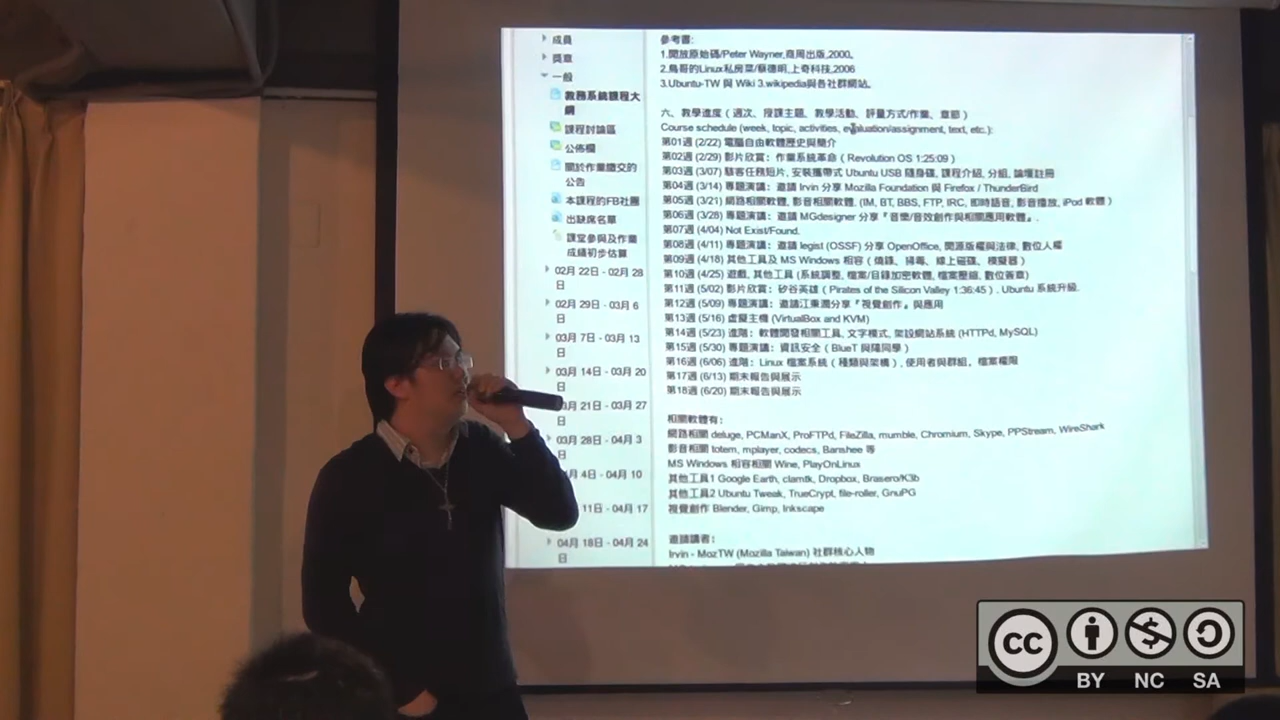 成員
獎章
一般
教務系統課程大
綱
課程討論區
公佈欄
關於作業繳交的
公告
本課程的FB社團
出缺席名單
課堂參與及作業
成績初步估算
02月 22日 - 02月 28
日
02月 29日 - 03月 6
日
03月 7日 - 03月 13
日
03月 14日 - 03月 20
日
03月 21日 - 03月 27
日
03月 28日 - 04月 3
日
月 4日 - 04月 10
11日 - 04月 17
04月 18日 - 04月 24
日
參考書:
1.開放原始碼/Peter Wayner,商周出版,2000。
2.鳥哥的Linux私房菜/蔡德明,上奇科技,2006
3.Ubuntu-TW 與 Wiki 3.wikipedia與各社群網站。
六、教學進度（週次、授課主題、教學活動、評量方式/作業、章節）
Course schedule (week, topic, activities, evaluation/assignment, text, etc.):
第01週 (2/22) 電腦自由軟體歷史與簡介
第02週 (2/29) 影片欣賞：作業系統革命（Revolution OS 1:25:09）
第03週 (3/07) 駭客任務短片, 安裝攜帶式 Ubuntu USB 隨身碟, 課程介紹, 分組, 論壇註冊
第04週 (3/14) 專題演講：邀請 Irvin 分享 Mozilla Foundation 與 Firefox / ThunderBird
第05週 (3/21) 網路相關軟體, 影音相關軟體. (IM, BT, BBS, FTP, IRC, 即時語音, 影音播放, iPod 軟體）
第06週 (3/28) 專題演講：邀請 MGdesigner 分享『音樂/音效創作與相關應用軟體』.
第07週 (4/04) Not Exist/Found.
第08週 (4/11) 專題演講：邀請 legist (OSSF) 分享 OpenOffice, 開源版權與法律, 數位人權
第09週 (4/18) 其他工具及 MS Windows 相容（燒錄、掃毒、線上磁碟、模擬器）
第10週 (4/25) 遊戲, 其他工具 (系統調整, 檔案/目錄加密軟體, 檔案壓縮, 數位簽章)
第11週 (5/02) 影片欣賞：矽谷英雄（Pirates of the Silicon Valley 1:36:45）. Ubuntu 系統升級.
第12週 (5/09) 專題演講：邀請江東潤分享『視覺創作』與應用
第13週 (5/16) 虛擬主機 (VirtualBox and KVM)
第14週 (5/23) 進階：軟體開發相關工具, 文字模式, 架設網站系統 (HTTPd, MySQL)
第15週 (5/30) 專題演講：資訊安全（BlueT 與陽同學）
第16週 (6/06) 進階：Linux 檔案系統（種類與架構）, 使用者與群組, 檔案權限
第17週 (6/13) 期末報告與展示
第18週 (6/20) 期末報告與展示
相關軟體有:
網路相關 deluge, PCManX, ProFTPd, FileZilla, mumble, Chromium, Skype, PPStream, WireShark
影音相關 totem, mplayer, codecs, Banshee 等
MS Windows 相容相關 Wine, PlayOnLinux
其他工具1 Google Earth, clamtk, Dropbox, Brasero/K3b
其他工具2 Ubuntu Tweak, TrueCrypt, file-roller, GnuPG
視覺創作 Blender, Gimp, Inkscape
邀請講者:
Irvin - MozTW (Mozilla Taiwan) 社群核心人物
CC
BY NC SA